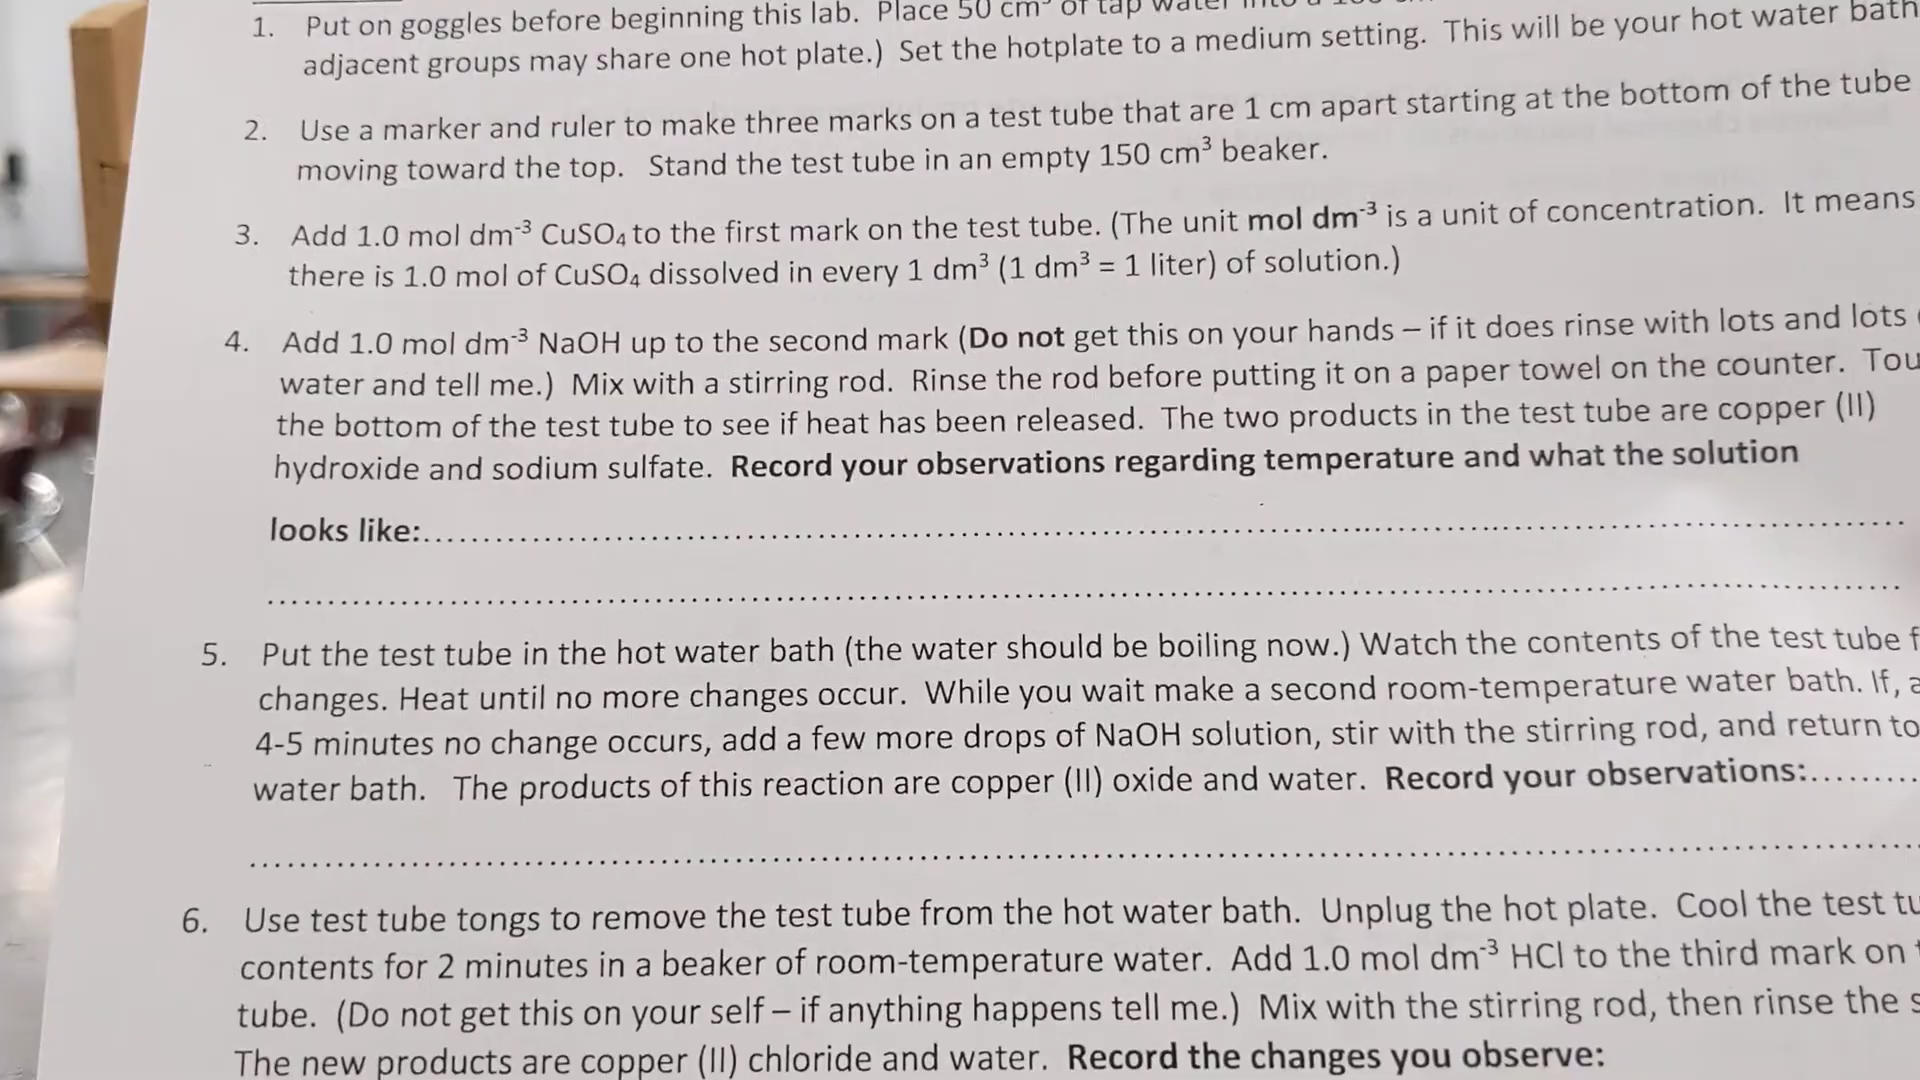 1. Put on goggles before beginning this lab. Place 50 cm³ of tap water into a
adjacent groups may share one hot plate.) Set the hotplate to a medium setting. This will be your hot water bath
2. Use a marker and ruler to make three marks on a test tube that are 1 cm apart starting at the bottom of the tube
moving toward the top. Stand the test tube in an empty 150 cm³ beaker.
3. Add 1.0 mol dm⁻³ CuSO₄ to the first mark on the test tube. (The unit mol dm⁻³ is a unit of concentration. It means
there is 1.0 mol of CuSO₄ dissolved in every 1 dm³ (1 dm³ = 1 liter) of solution.)
4. Add 1.0 mol dm⁻³ NaOH up to the second mark (Do not get this on your hands – if it does rinse with lots and lots
water and tell me.) Mix with a stirring rod. Rinse the rod before putting it on a paper towel on the counter. Tou
the bottom of the test tube to see if heat has been released. The two products in the test tube are copper (II)
hydroxide and sodium sulfate. Record your observations regarding temperature and what the solution
looks like:
5. Put the test tube in the hot water bath (the water should be boiling now.) Watch the contents of the test tube f
changes. Heat until no more changes occur. While you wait make a second room-temperature water bath. If, a
4-5 minutes no change occurs, add a few more drops of NaOH solution, stir with the stirring rod, and return to
water bath. The products of this reaction are copper (II) oxide and water. Record your observations:
6. Use test tube tongs to remove the test tube from the hot water bath. Unplug the hot plate. Cool the test tu
contents for 2 minutes in a beaker of room-temperature water. Add 1.0 mol dm⁻³ HCl to the third mark on t
tube. (Do not get this on your self – if anything happens tell me.) Mix with the stirring rod, then rinse the s
The new products are copper (II) chloride and water. Record the changes you observe: